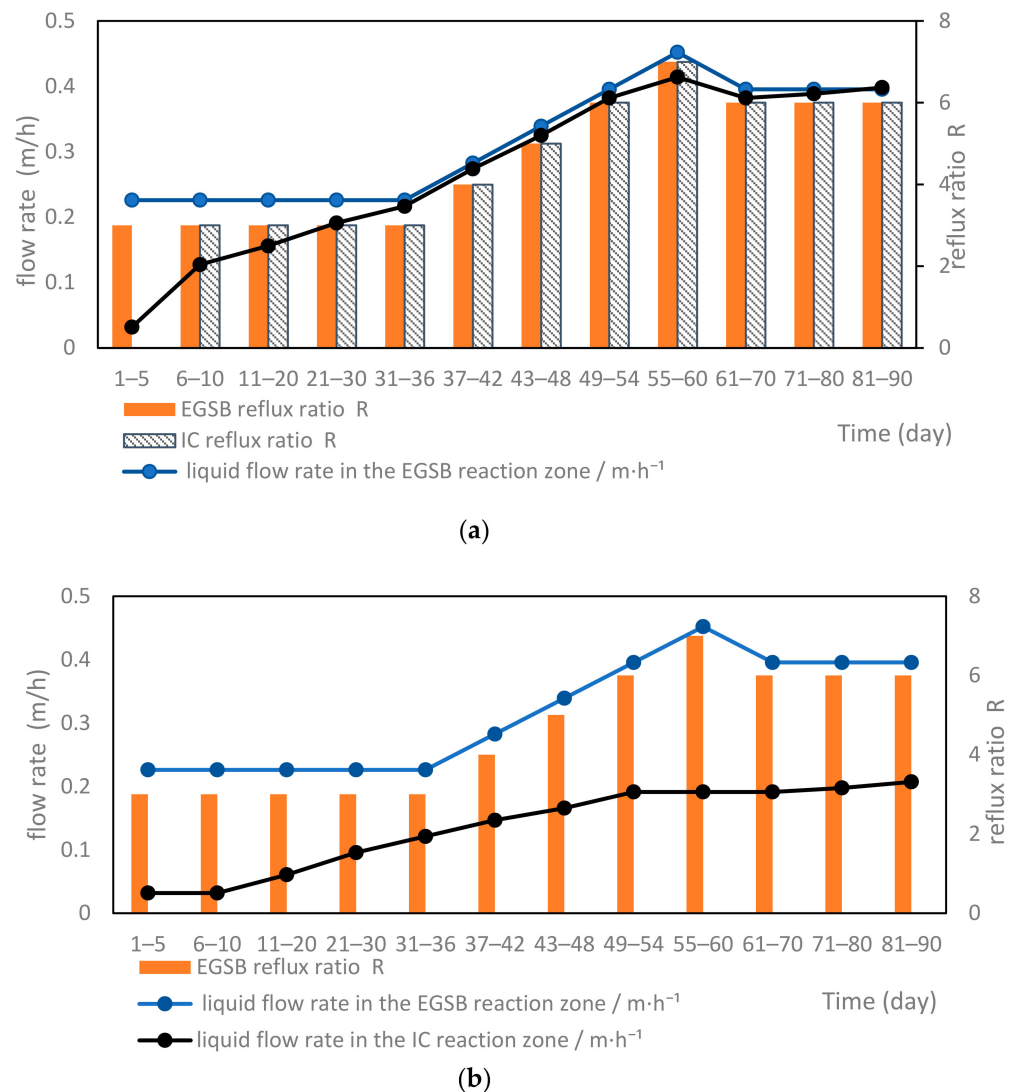 0.5
0.4
0.3
0.2
0.1
0
flow rate (m/h)
8
6
4
2
0
reflux ratio R
1–5 6–10 11–20 21–30 31–36 37–42 43–48 49–54 55–60 61–70 71–80 81–90
EGSB reflux ratio R
IC reflux ratio R
Time (day)
liquid flow rate in the EGSB reaction zone / m·h⁻¹
(a)
0.5
0.4
0.3
0.2
0.1
0
flow rate (m/h)
8
6
4
2
0
reflux ratio R
1–5 6–10 11–20 21–30 31–36 37–42 43–48 49–54 55–60 61–70 71–80 81–90
EGSB reflux ratio R
liquid flow rate in the EGSB reaction zone / m·h⁻¹
Time (day)
liquid flow rate in the IC reaction zone / m·h⁻¹
(b)